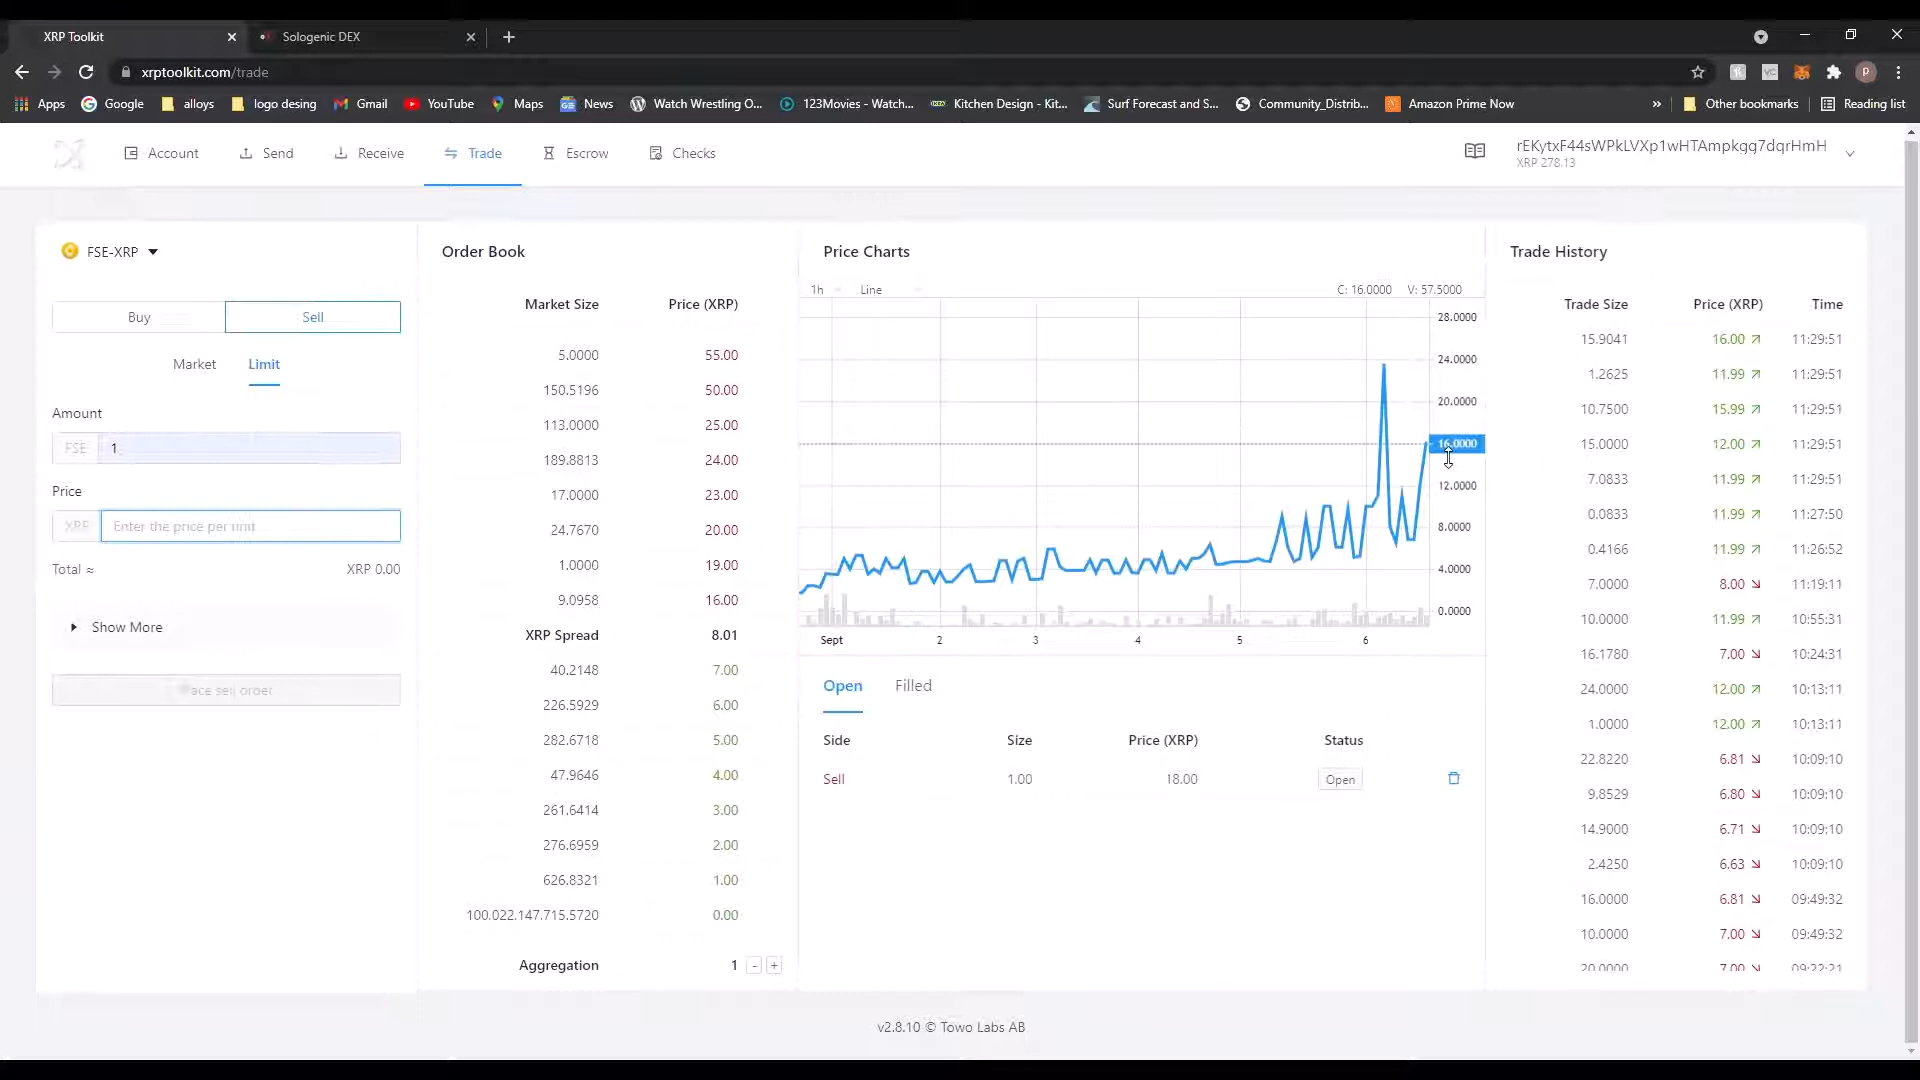 XRP Toolkit
Sologenic DEX
xrptoolkit.com/trade
Apps Google alloys logo desing Gmail YouTube Maps News Watch Wrestling O... 123Movies - Watch... Kitchen Design - Kit... Surf Forecast and S... Community_Distrib... Amazon Prime Now » Other bookmarks Reading list
Account Send Receive Trade Escrow Checks
rEKytxF44sWPkLVXp1wHTAmpkgg7dqrHmH
XRP 278.13
FSE-XRP
Buy Sell
Market Limit
Amount
FSE 1
Price
XRP Enter the price per unit
Total ≈ XRP 0.00
Show More
sell order
Order Book
Market Size Price (XRP)
5.0000 55.00
150.5196 50.00
113.0000 25.00
189.8813 24.00
17.0000 23.00
24.7670 20.00
1.0000 19.00
9.0958 16.00
XRP Spread 8.01
40.2148 7.00
226.5929 6.00
282.6718 5.00
47.9646 4.00
261.6414 3.00
276.6959 2.00
626.8321 1.00
100.022.147.715.5720 0.00
Aggregation 1 - +
Price Charts
1h Line C: 16.0000 V: 57.5000
28.0000
24.0000
20.0000
16.0000
12.0000
8.0000
4.0000
0.0000
Sept 2 3 4 5 6
Open Filled
Side Size Price (XRP) Status
Sell 1.00 18.00 Open
Trade History
Trade Size Price (XRP) Time
15.9041 16.00 11:29:51
1.2625 11.99 11:29:51
10.7500 15.99 11:29:51
15.0000 12.00 11:29:51
7.0833 11.99 11:29:51
0.0833 11.99 11:27:50
0.4166 11.99 11:26:52
7.0000 8.00 11:19:11
10.0000 11.99 10:55:31
16.1780 7.00 10:24:31
24.0000 12.00 10:13:11
1.0000 12.00 10:13:11
22.8220 6.81 10:09:10
9.8529 6.80 10:09:10
14.9000 6.71 10:09:10
2.4250 6.63 10:09:10
16.0000 6.81 09:49:32
10.0000 7.00 09:49:32
20.0000 7.00 09:22:21
v2.8.10 © Towo Labs AB